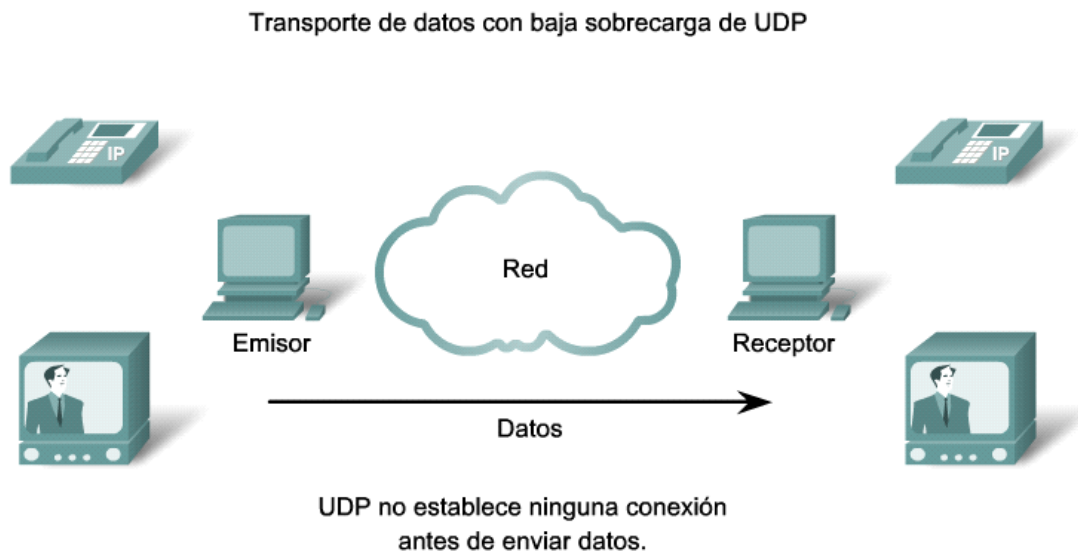 Transporte de datos con baja sobrecarga de UDP
IP
IP
Red
Emisor
Receptor
Datos
UDP no establece ninguna conexión
antes de enviar datos.